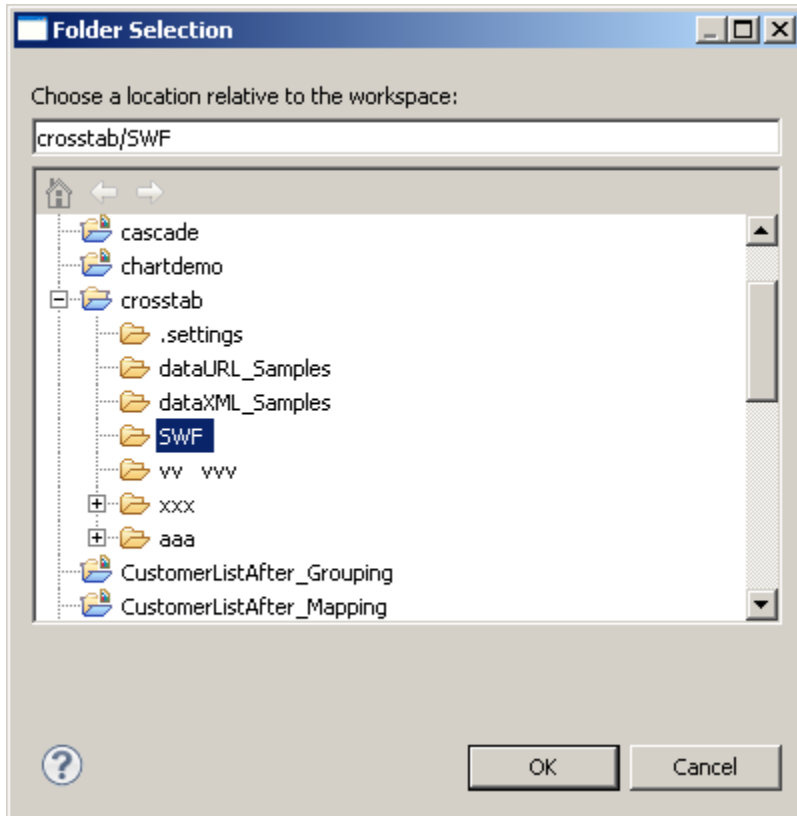 Folder Selection
Choose a location relative to the workspace:
crosstab/SWF
cascade
chartdemo
crosstab
.settings
dataURL_Samples
dataXML_Samples
SWF
vv vvv
xxx
aaa
CustomerListAfter_Grouping
CustomerListAfter_Mapping
?
OK Cancel